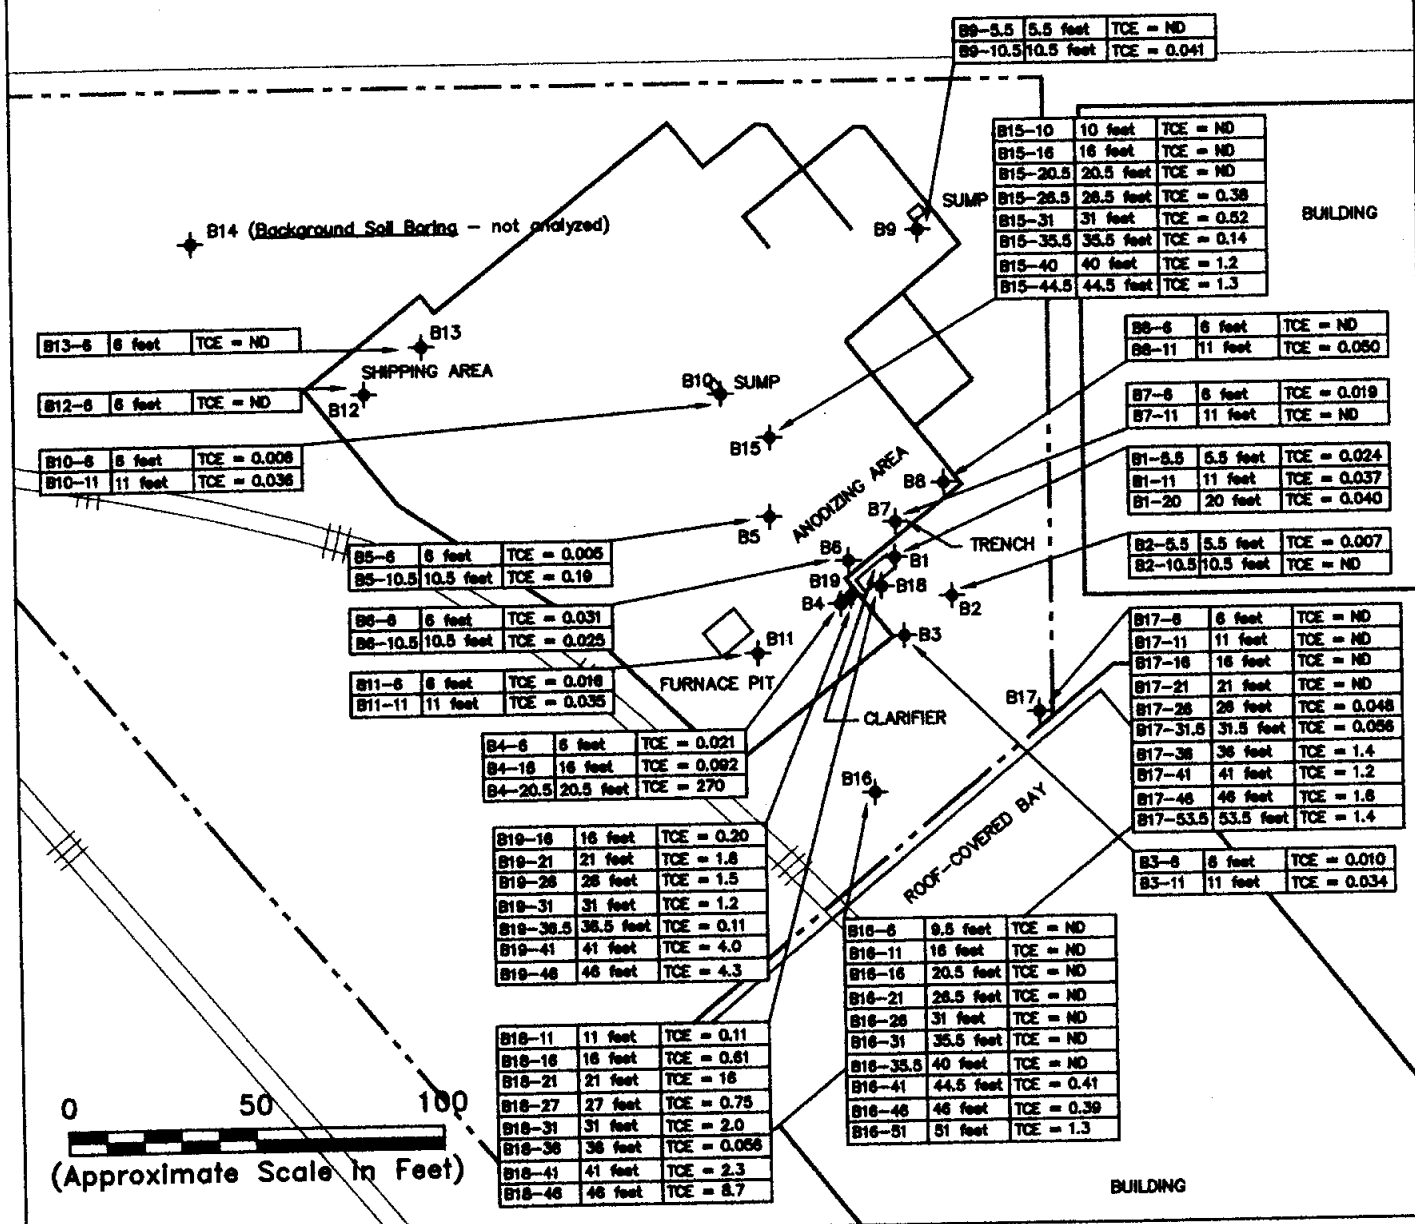 B9-5.5 5.5 feet TCE = ND
B9-10.5 10.5 feet TCE = 0.041
B15-10 10 feet TCE = ND
B15-16 16 feet TCE = ND
B15-20.5 20.5 feet TCE = ND
B15-26.5 26.5 feet TCE = 0.38
B15-31 31 feet TCE = 0.52
B15-35.5 35.5 feet TCE = 0.14
B15-40 40 feet TCE = 1.2
B15-44.5 44.5 feet TCE = 1.3
SUMP
BUILDING
B9
B14 (Background Soil Boring - not analyzed)
B13-6 6 feet TCE = ND
B13
SHIPPING AREA
B12-6 6 feet TCE = ND
B12
B10 SUMP
B8-6 6 feet TCE = ND
B8-11 11 feet TCE = 0.050
B7-6 6 feet TCE = 0.019
B7-11 11 feet TCE = ND
B15
B10-6 6 feet TCE = 0.006
B10-11 11 feet TCE = 0.036
B1-5.5 5.5 feet TCE = 0.024
B1-11 11 feet TCE = 0.037
B1-20 20 feet TCE = 0.040
ANODIZING AREA
B8
B7
B5
TRENCH
B2-5.5 5.5 feet TCE = 0.007
B2-10.5 10.5 feet TCE = ND
B5-6 6 feet TCE = 0.005
B5-10.5 10.5 feet TCE = 0.19
B6
B1
B19
B18
B4
B2
B6-6 6 feet TCE = 0.031
B6-10.5 10.5 feet TCE = 0.025
B3
B11
B17-6 6 feet TCE = ND
B17-11 11 feet TCE = ND
B17-16 16 feet TCE = ND
B17-21 21 feet TCE = ND
B17-26 26 feet TCE = 0.046
B17-31.5 31.5 feet TCE = 0.056
B17-36 36 feet TCE = 1.4
B17-41 41 feet TCE = 1.2
B17-46 46 feet TCE = 1.6
B17-53.5 53.5 feet TCE = 1.4
B11-6 6 feet TCE = 0.016
B11-11 11 feet TCE = 0.035
FURNACE PIT
B17
CLARIFIER
B4-6 6 feet TCE = 0.021
B4-16 16 feet TCE = 0.092
B4-20.5 20.5 feet TCE = 270
B16
ROOF-COVERED BAY
B3-6 6 feet TCE = 0.010
B3-11 11 feet TCE = 0.034
B19-16 16 feet TCE = 0.20
B19-21 21 feet TCE = 1.8
B19-26 26 feet TCE = 1.5
B19-31 31 feet TCE = 1.2
B19-36.5 36.5 feet TCE = 0.11
B19-41 41 feet TCE = 4.0
B19-46 46 feet TCE = 4.3
B16-6 9.5 feet TCE = ND
B16-11 16 feet TCE = ND
B16-16 20.5 feet TCE = ND
B16-21 26.5 feet TCE = ND
B16-26 31 feet TCE = ND
B16-31 35.5 feet TCE = ND
B16-35.5 40 feet TCE = ND
B16-41 44.5 feet TCE = 0.41
B16-46 46 feet TCE = 0.39
B16-51 51 feet TCE = 1.3
B18-11 11 feet TCE = 0.11
B18-16 16 feet TCE = 0.61
B18-21 21 feet TCE = 16
B18-27 27 feet TCE = 0.75
B18-31 31 feet TCE = 2.0
B18-36 36 feet TCE = 0.056
B18-41 41 feet TCE = 2.3
B18-46 46 feet TCE = 8.7
0 50 100
(Approximate Scale in Feet)
BUILDING